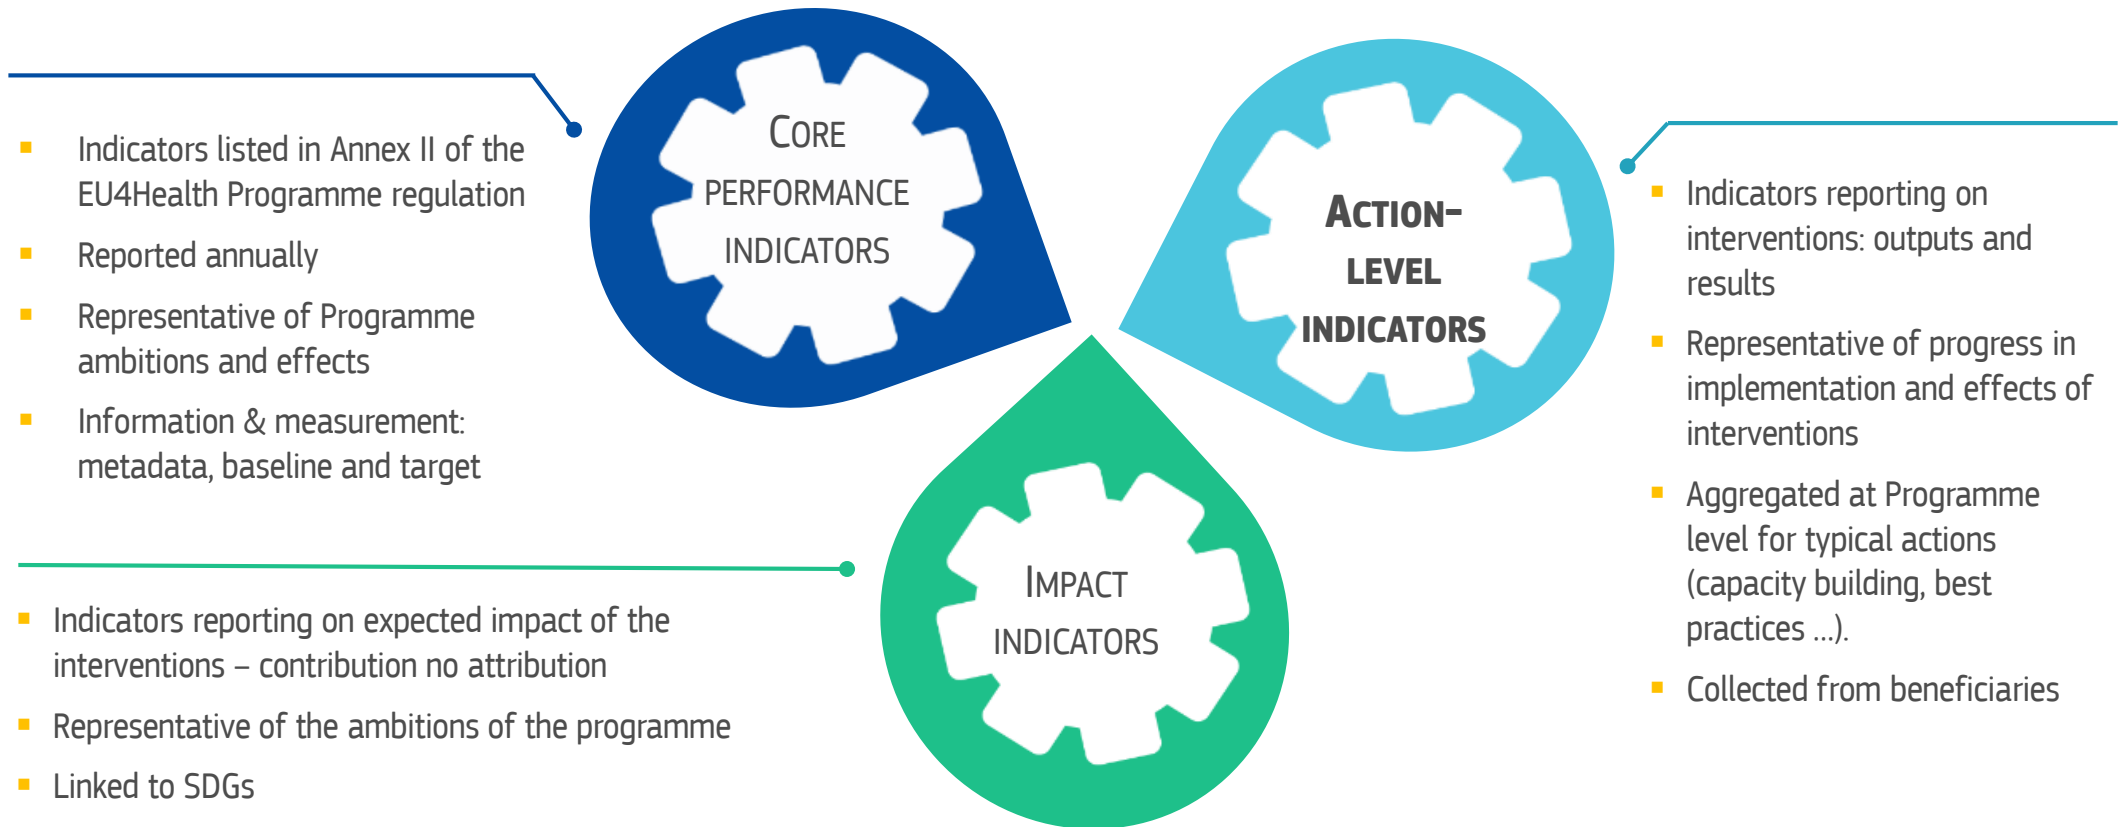 CORE
PERFORMANCE
INDICATORS
▪ Indicators listed in Annex II of the
EU4Health Programme regulation
▪ Reported annually
▪ Representative of Programme
ambitions and effects
▪ Information & measurement:
metadata, baseline and target
ACTION-
LEVEL
INDICATORS
▪ Indicators reporting on
interventions: outputs and
results
▪ Representative of progress in
implementation and effects of
interventions
▪ Aggregated at Programme
level for typical actions
(capacity building, best
practices ...).
▪ Collected from beneficiaries
IMPACT
INDICATORS
▪ Indicators reporting on expected impact of the
interventions – contribution no attribution
▪ Representative of the ambitions of the programme
▪ Linked to SDGs